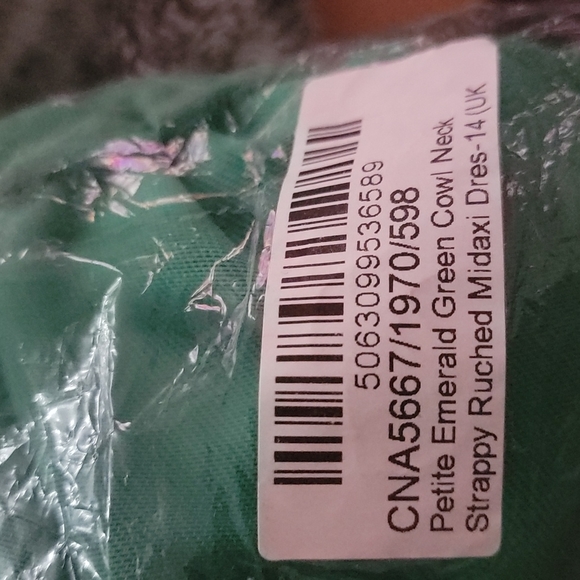 5063099536589
CNA5667/1970/598
Petite Emerald Green Cowl Neck
Strappy Ruched Midaxi Dres-14 (UK